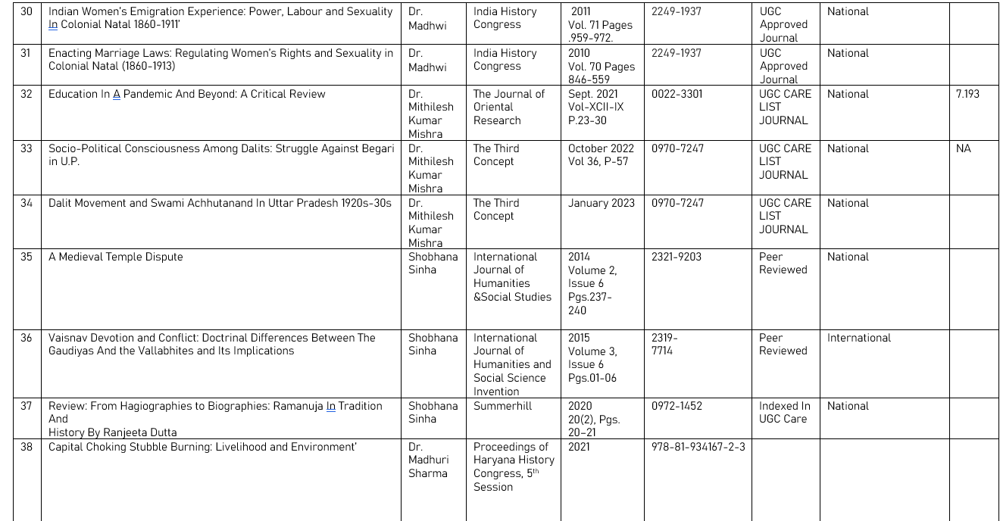 30 Indian Women's Emigration Experience: Power, Labour and Sexuality
In Colonial Natal 1860-1911'
Dr.
Madhwi
India History
Congress
2011
Vol. 71 Pages
.959-972.
2249-1937
UGC
Approved
Journal
National
31 Enacting Marriage Laws: Regulating Women's Rights and Sexuality in
Colonial Natal (1860-1913)
Dr.
Madhwi
India History
Congress
2010
Vol. 70 Pages
846-559
2249-1937
UGC
Approved
Journal
National
32 Education In A Pandemic And Beyond: A Critical Review
Dr.
Mithilesh
Kumar
Mishra
The Journal of
Oriental
Research
Sept. 2021
Vol-XCII-IX
P.23-30
0022-3301
UGC CARE
LIST
JOURNAL
National
7.193
33 Socio-Political Consciousness Among Dalits: Struggle Against Begari
in U.P.
Dr.
Mithilesh
Kumar
Mishra
The Third
Concept
October 2022
Vol 36, P-57
0970-7247
UGC CARE
LIST
JOURNAL
National
NA
34 Dalit Movement and Swami Achhutanand In Uttar Pradesh 1920s-30s
Dr.
Mithilesh
Kumar
Mishra
The Third
Concept
January 2023
0970-7247
UGC CARE
LIST
JOURNAL
National
35 A Medieval Temple Dispute
Shobhana
Sinha
International
Journal of
Humanities
&Social Studies
2014
Volume 2,
Issue 6
Pgs.237-
240
2321-9203
Peer
Reviewed
National
36 Vaisnav Devotion and Conflict: Doctrinal Differences Between The
Gaudiyas And the Vallabhites and Its Implications
Shobhana
Sinha
International
Journal of
Humanities and
Social Science
Invention
2015
Volume 3,
Issue 6
Pgs.01-06
2319-
7714
Peer
Reviewed
International
37 Review: From Hagiographies to Biographies: Ramanuja In Tradition
And
History By Ranjeeta Dutta
Shobhana
Sinha
Summerhill
2020
20(2), Pgs.
20–21
0972-1452
Indexed In
UGC Care
National
38 Capital Choking Stubble Burning: Livelihood and Environment'
Dr.
Madhuri
Sharma
Proceedings of
Haryana History
Congress, 5th
Session
2021
978-81-934167-2-3